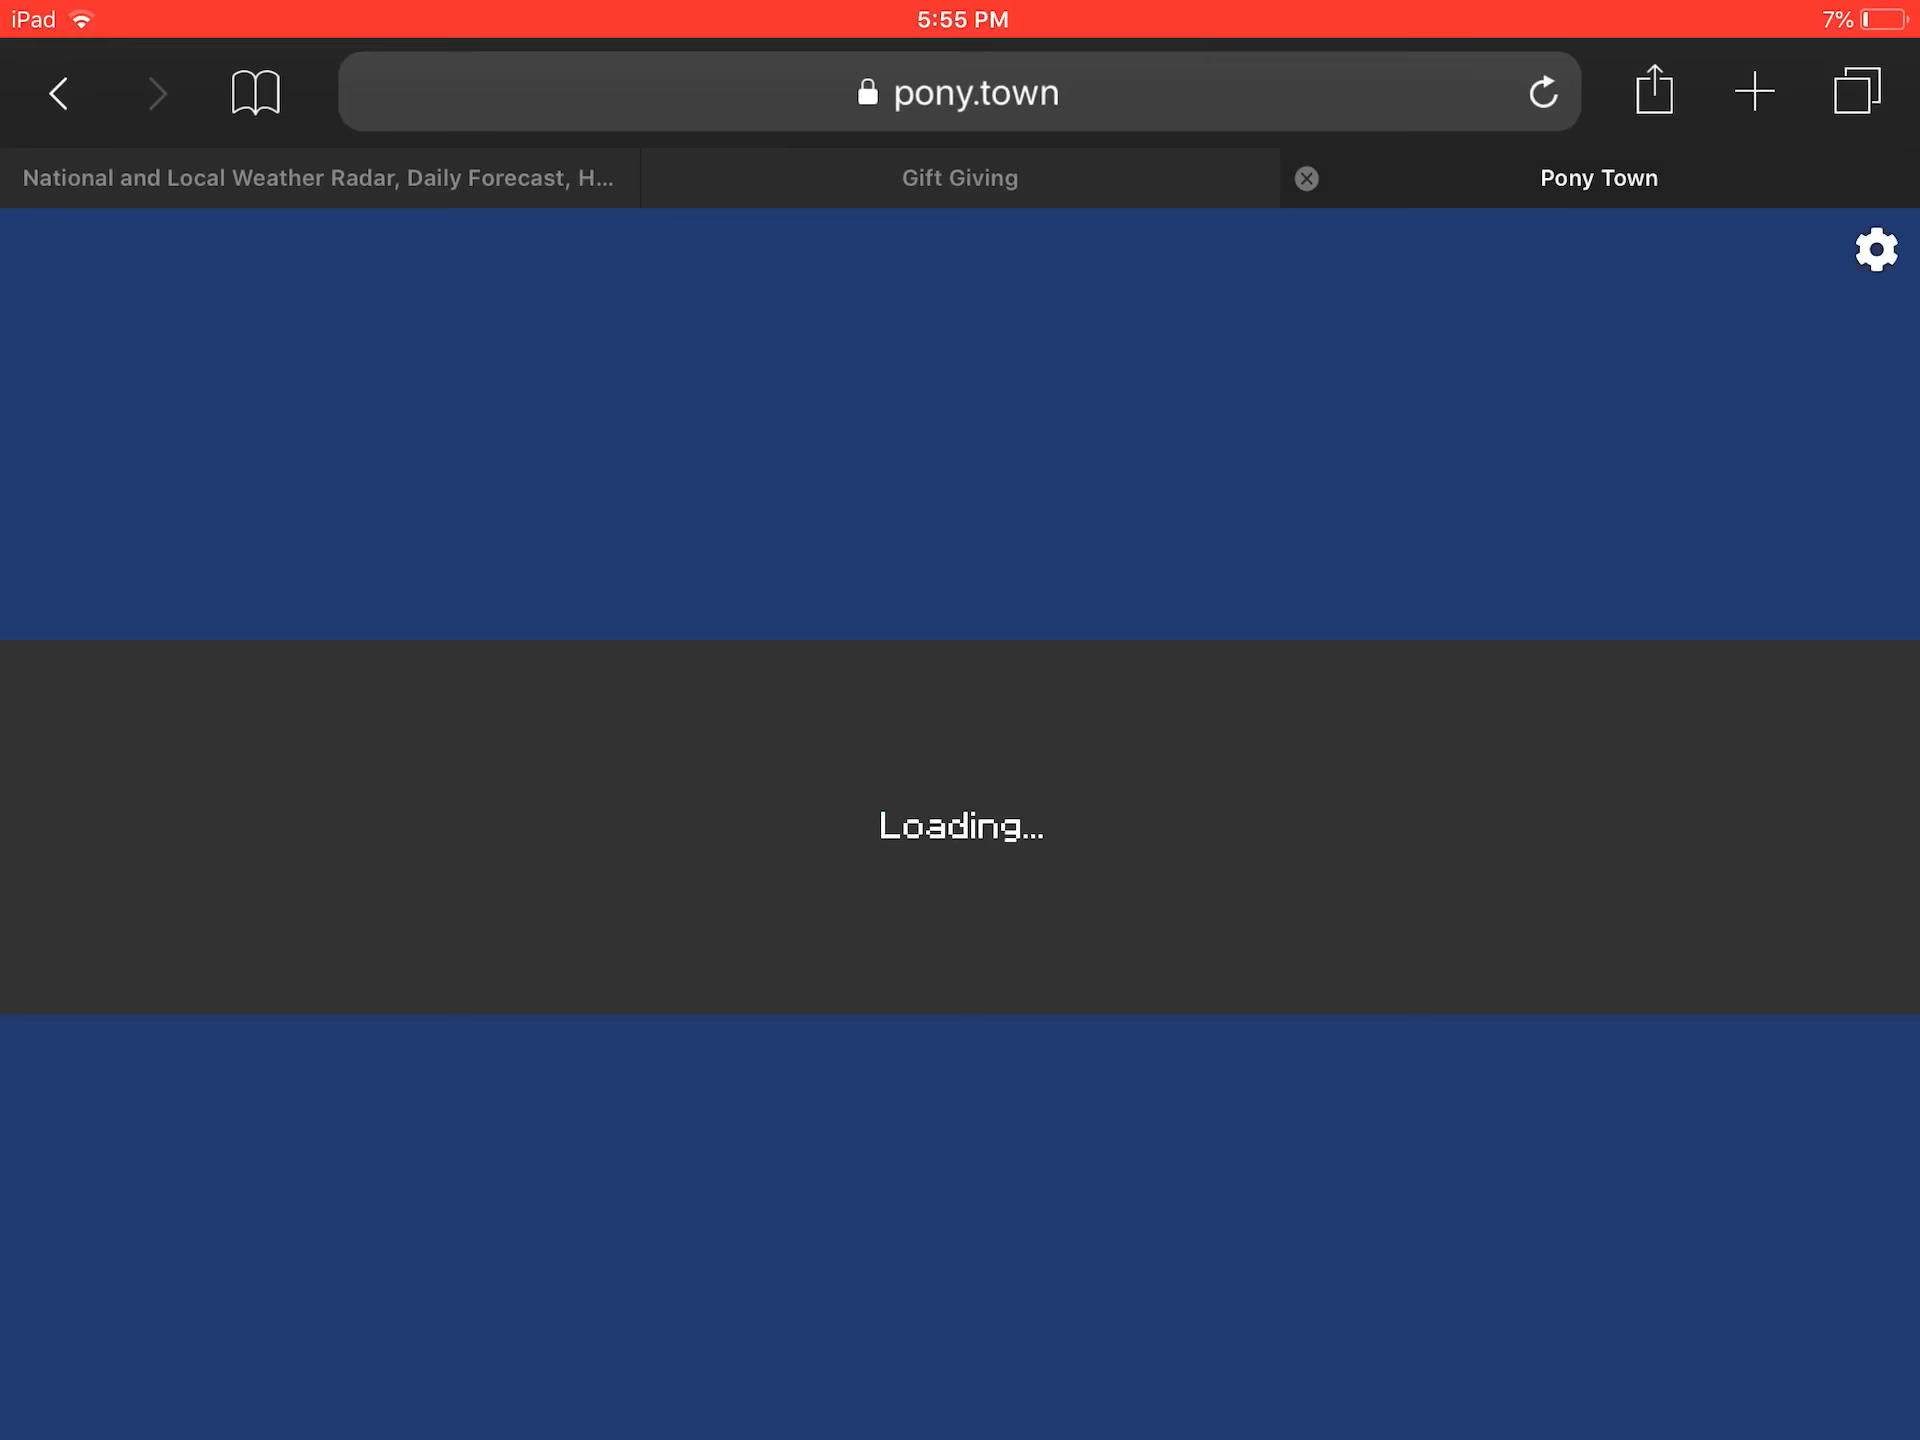 iPad
5:55 PM
7%
pony.town
National and Local Weather Radar, Daily Forecast, H...
Gift Giving
Pony Town
Loading...